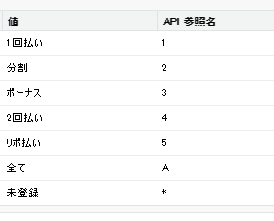 値 API 参照名
1回払い 1
分割 2
ボーナス 3
2回払い 4
リボ払い 5
全て A
未登録 *